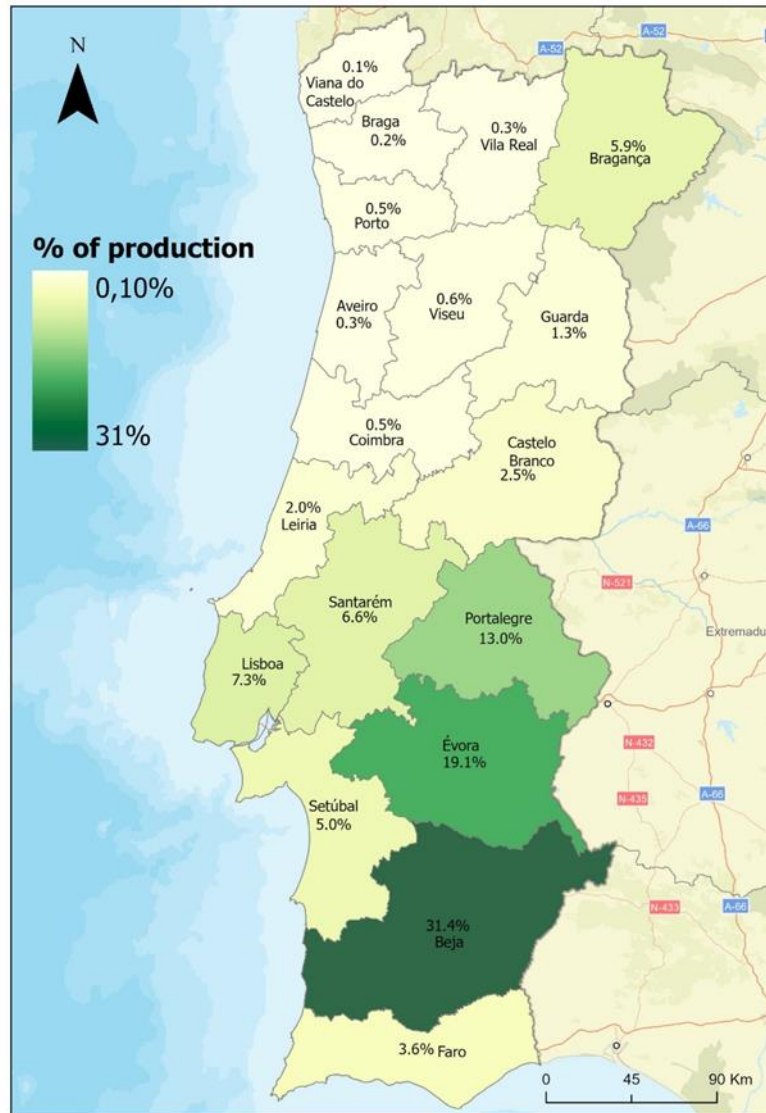 N
A-52
A-52
0.1%
Viana do
Castelo
Braga
0.2%
0.3%
Vila Real
5.9%
Bragança
0.5%
Porto
% of production
0,10%
31%
Aveiro
0.3%
0.6%
Viseu
Guarda
1.3%
0.5%
Coimbra
Castelo
Branco
2.5%
2.0%
Leiria
A-66
N-521
Santarém
6.6%
Portalegre
13.0%
Extremadu
Lisboa
7.3%
Évora
19.1%
N-432
N-435
A-66
Setúbal
5.0%
31.4%
Beja
N-433
A-66
3.6% Faro
0 45 90 Km